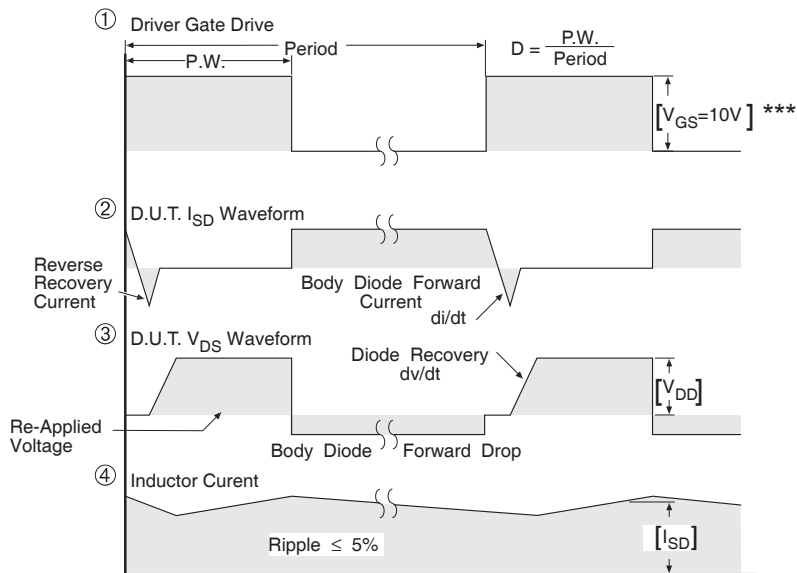 ① Driver Gate Drive
Period
P.W.
D = P.W. / Period
[V_GS=10V] ***
② D.U.T. I_SD Waveform
Reverse
Recovery
Current
Body Diode Forward
Current
di/dt
③ D.U.T. V_DS Waveform
Diode Recovery
dv/dt
[V_DD]
Re-Applied
Voltage
Body Diode Forward Drop
④ Inductor Curent
Ripple ≤ 5%
[I_SD]